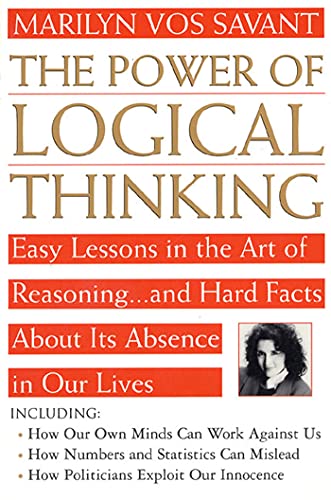 MARILYN VOS SAVANT
THE POWER OF
LOGICAL
THINKING
Easy Lessons in the Art of
Reasoning...and Hard Facts
About Its Absence
in Our Lives
INCLUDING:
• How Our Own Minds Can Work Against Us
• How Numbers and Statistics Can Mislead
• How Politicians Exploit Our Innocence